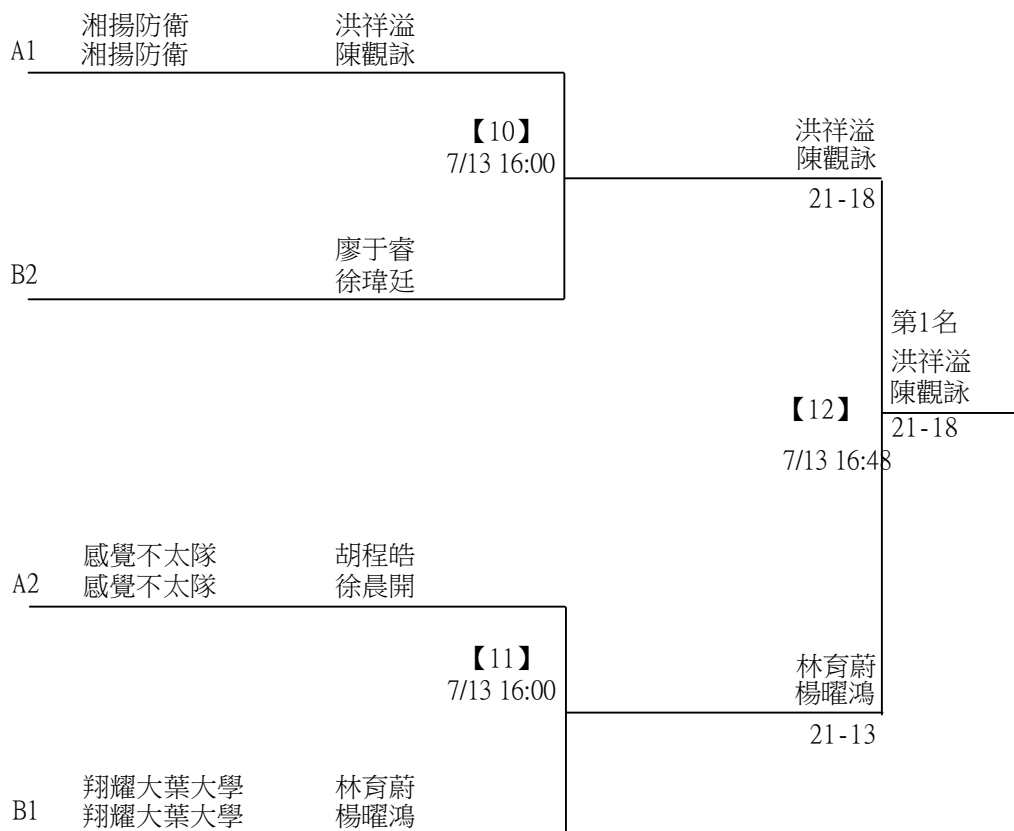 湘揚防衛 洪祥溢
A1 湘揚防衛 陳觀詠
【10】
7/13 16:00
洪祥溢
陳觀詠
21-18
廖于睿
B2 徐瑋廷
第1名
洪祥溢
陳觀詠
【12】
21-18
7/13 16:48
感覺不太隊 胡程皓
A2 感覺不太隊 徐晨開
【11】
7/13 16:00
林育蔚
楊曜鴻
21-13
翔耀大葉大學 林育蔚
B1 翔耀大葉大學 楊曜鴻